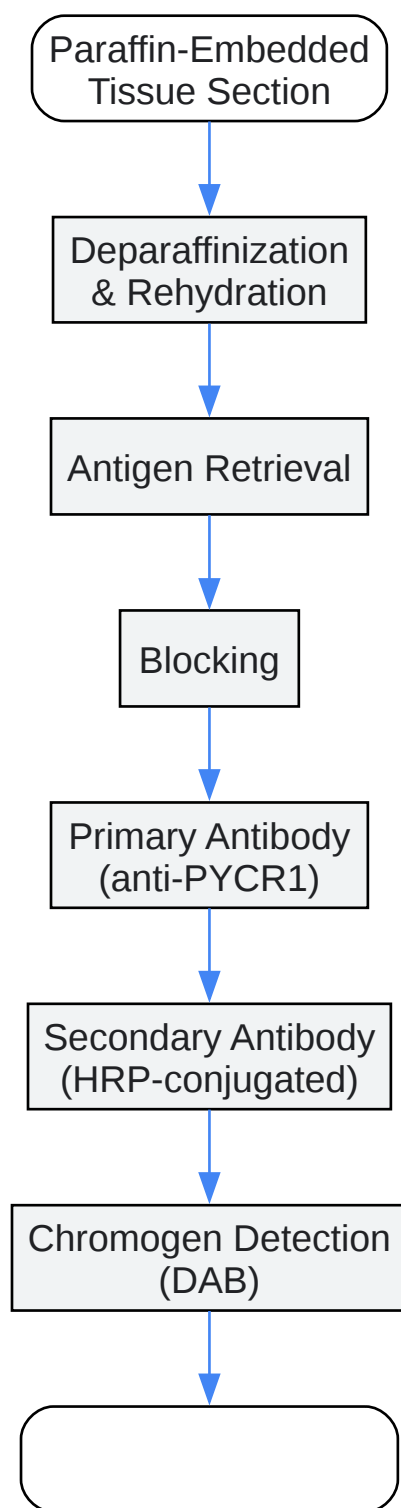 Paraffin-Embedded
Tissue Section
Deparaffinization
& Rehydration
Antigen Retrieval
Blocking
Primary Antibody
(anti-PYCR1)
Secondary Antibody
(HRP-conjugated)
Chromogen Detection
(DAB)